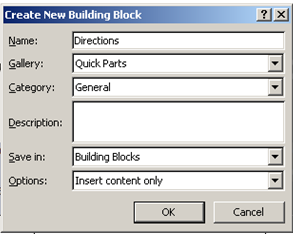 Create New Building Block
Name: Directions
Gallery: Quick Parts
Category: General
Description:
Save in: Building Blocks
Options: Insert content only
OK Cancel